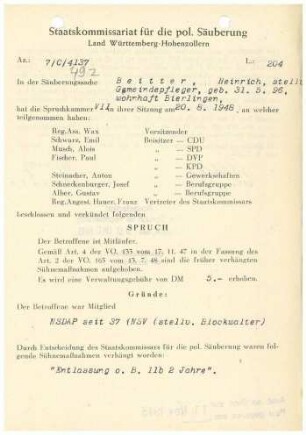 Staatskommissariat für die pol. Säuberung
Land Württemberg-Hohenzollern
Az.: 7/C/4137 L: 204
492
In der Säuberungssache Beitter, Heinrich, stellv.
Gemeindepfleger, geb. 31.5.96,
wohnhaft Bierlingen,
hat die Spruchkammer VII in ihrer Sitzung am 20.8.1948, an welcher
teilgenommen haben:
Reg.Ass. Wax Vorsitzender
Schwarz, Emil Beisitzer — CDU
Mauch, Alois „ — SPD
Fischer, Paul „ — DVP
„ — KPD
Steinacher, Anton „ — Gewerkschaften
Schneckenburger, Josef „ — Berufsgruppe
Alber, Gustav „ — Berufsgruppe
Reg.Angest. Hauer, Franz Vertreter des Staatskommissars
beschlossen und verkündet folgenden
SPRUCH
Der Betroffene ist Mitläufer.
Gemäß Art. 4 der VO. 133 vom 17. 11. 47 in der Fassung des
Art. 2 der VO. 165 vom 13. 7. 48 sind die früher verhängten
Sühnemaßnahmen aufgehoben.
Es wird eine Verwaltungsgebühr von DM 5.- erhoben.
Gründe:
Der Betroffene war Mitglied
NSDAP seit 37 (NSV (stellv. Blockwalter)
Durch Entscheidung des Staatskommissars für die pol. Säuberung waren fol-
gende Sühnemaßnahmen verhängt worden:
"Entlassung o. B. IIb 2 Jahre".